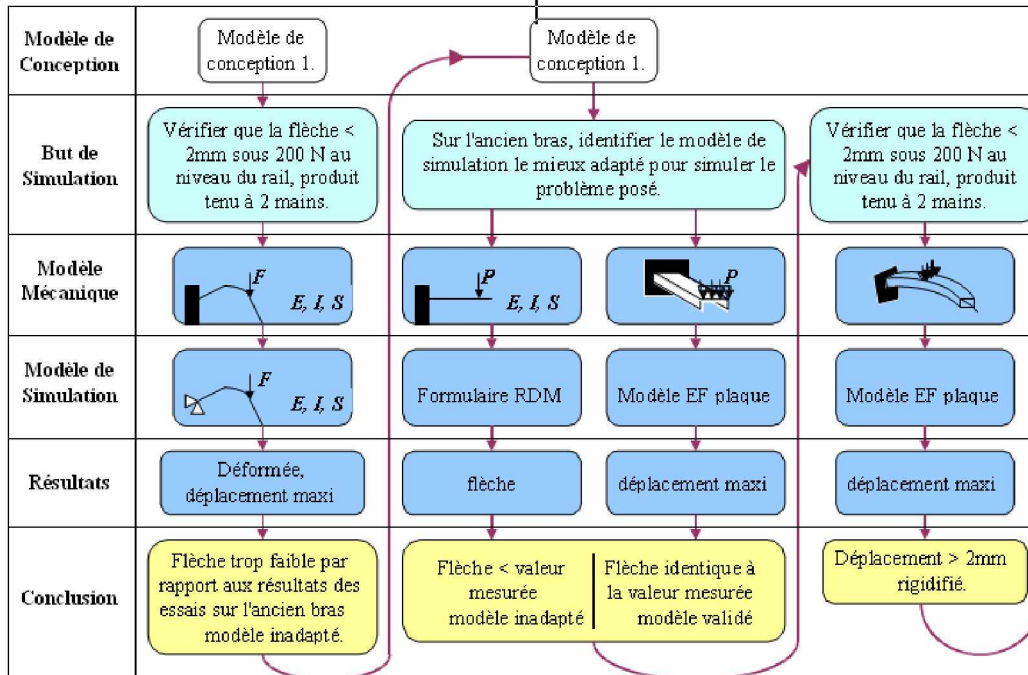 Modèle de
Conception
Modèle de
conception 1.
Modèle de
conception 1.
But de
Simulation
Vérifier que la flèche <
2mm sous 200 N au
niveau du rail, produit
tenu à 2 mains.
Sur l'ancien bras, identifier le modèle de
simulation le mieux adapté pour simuler le
problème posé.
Vérifier que la flèche <
2mm sous 200 N au
niveau du rail, produit
tenu à 2 mains.
Modèle
Mécanique
F
E, I, S
P
E, I, S
P
Modèle de
Simulation
F
E, I, S
Formulaire RDM
Modèle EF plaque
Modèle EF plaque
Résultats
Déformée,
déplacement maxi
flèche
déplacement maxi
déplacement maxi
Conclusion
Flèche trop faible par
rapport aux résultats des
essais sur l'ancien bras
modèle inadapté.
Flèche < valeur
mesurée
modèle inadapté
Flèche identique à
la valeur mesurée
modèle validé
Déplacement > 2mm
rigidifié.